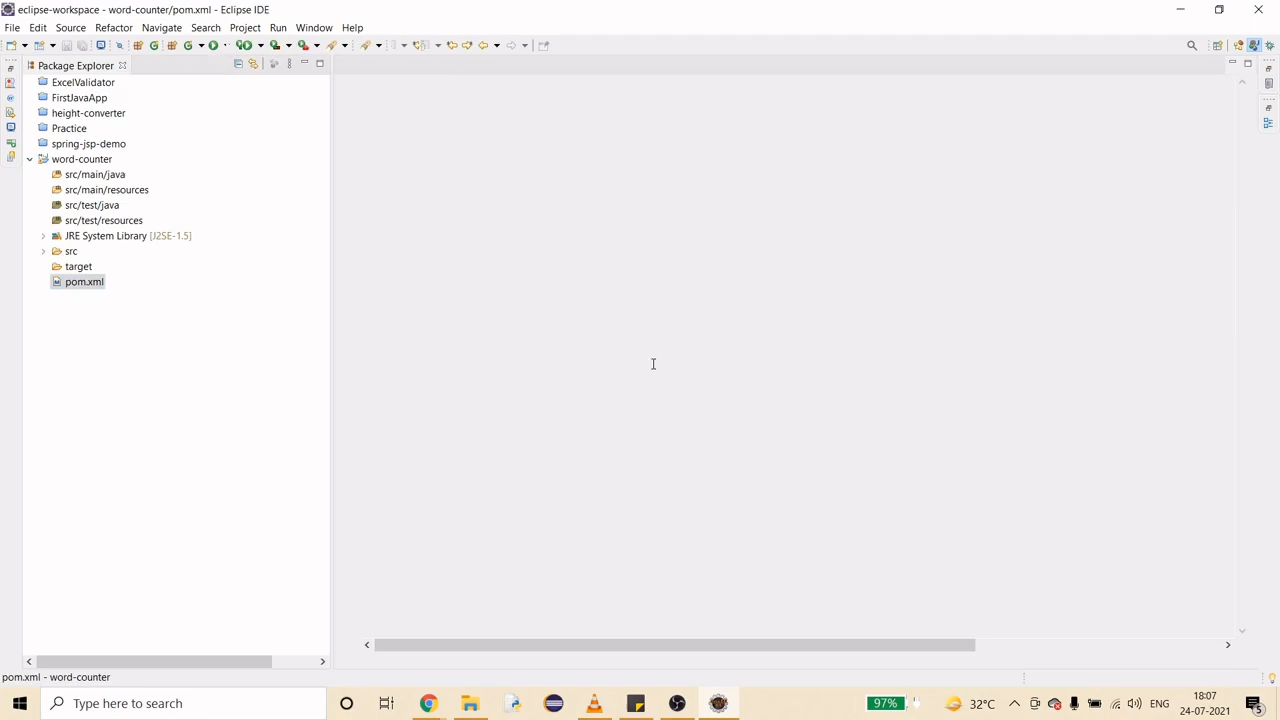 eclipse-workspace - word-counter/pom.xml - Eclipse IDE
File Edit Source Refactor Navigate Search Project Run Window Help
Package Explorer
ExcelValidator
FirstJavaApp
height-converter
Practice
spring-jsp-demo
word-counter
src/main/java
src/main/resources
src/test/java
src/test/resources
JRE System Library [J2SE-1.5]
src
target
pom.xml
pom.xml - word-counter
Type here to search
97%
32°C
ENG
18:07
24-07-2021
5